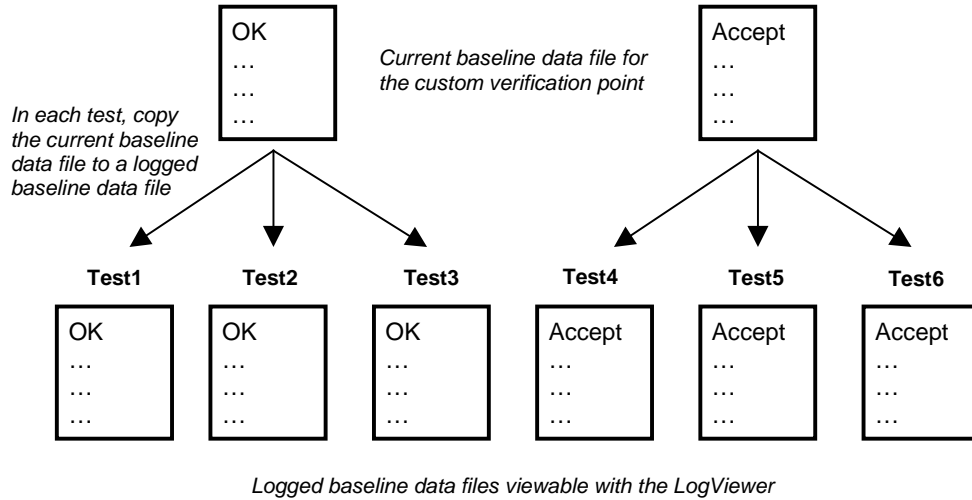 OK
…
…
…
Current baseline data file for
the custom verification point
Accept
…
…
…
In each test, copy
the current baseline
data file to a logged
baseline data file
Test1
Test2
Test3
Test4
Test5
Test6
OK
…
…
…
OK
…
…
…
OK
…
…
…
Accept
…
…
…
Accept
…
…
…
Accept
…
…
…
Logged baseline data files viewable with the LogViewer